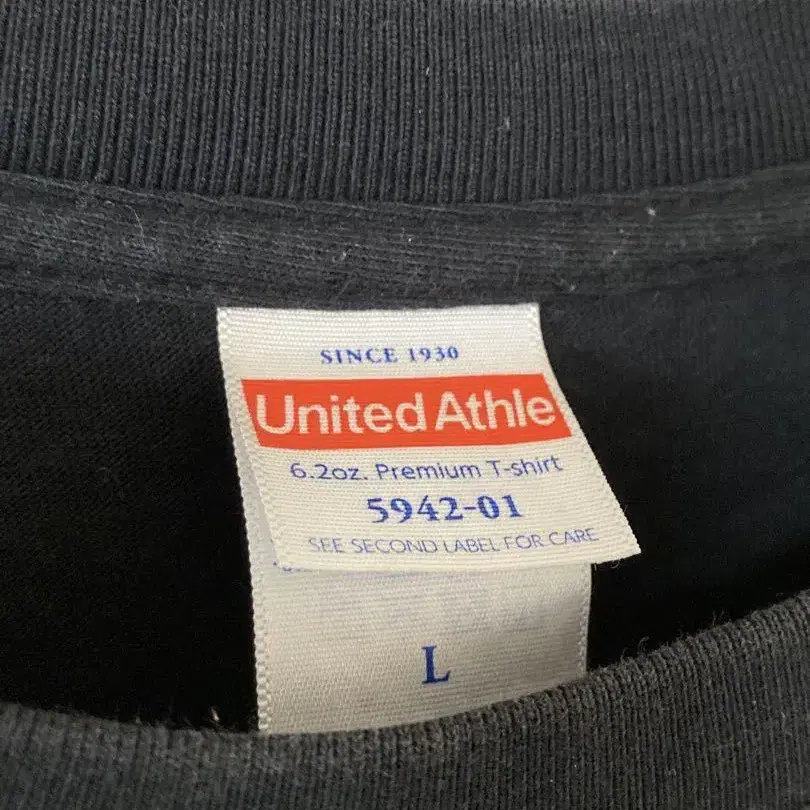 SINCE 1930
United Athle
6.2oz. Premium T-shirt
5942-01
SEE SECOND LABEL FOR CARE
L